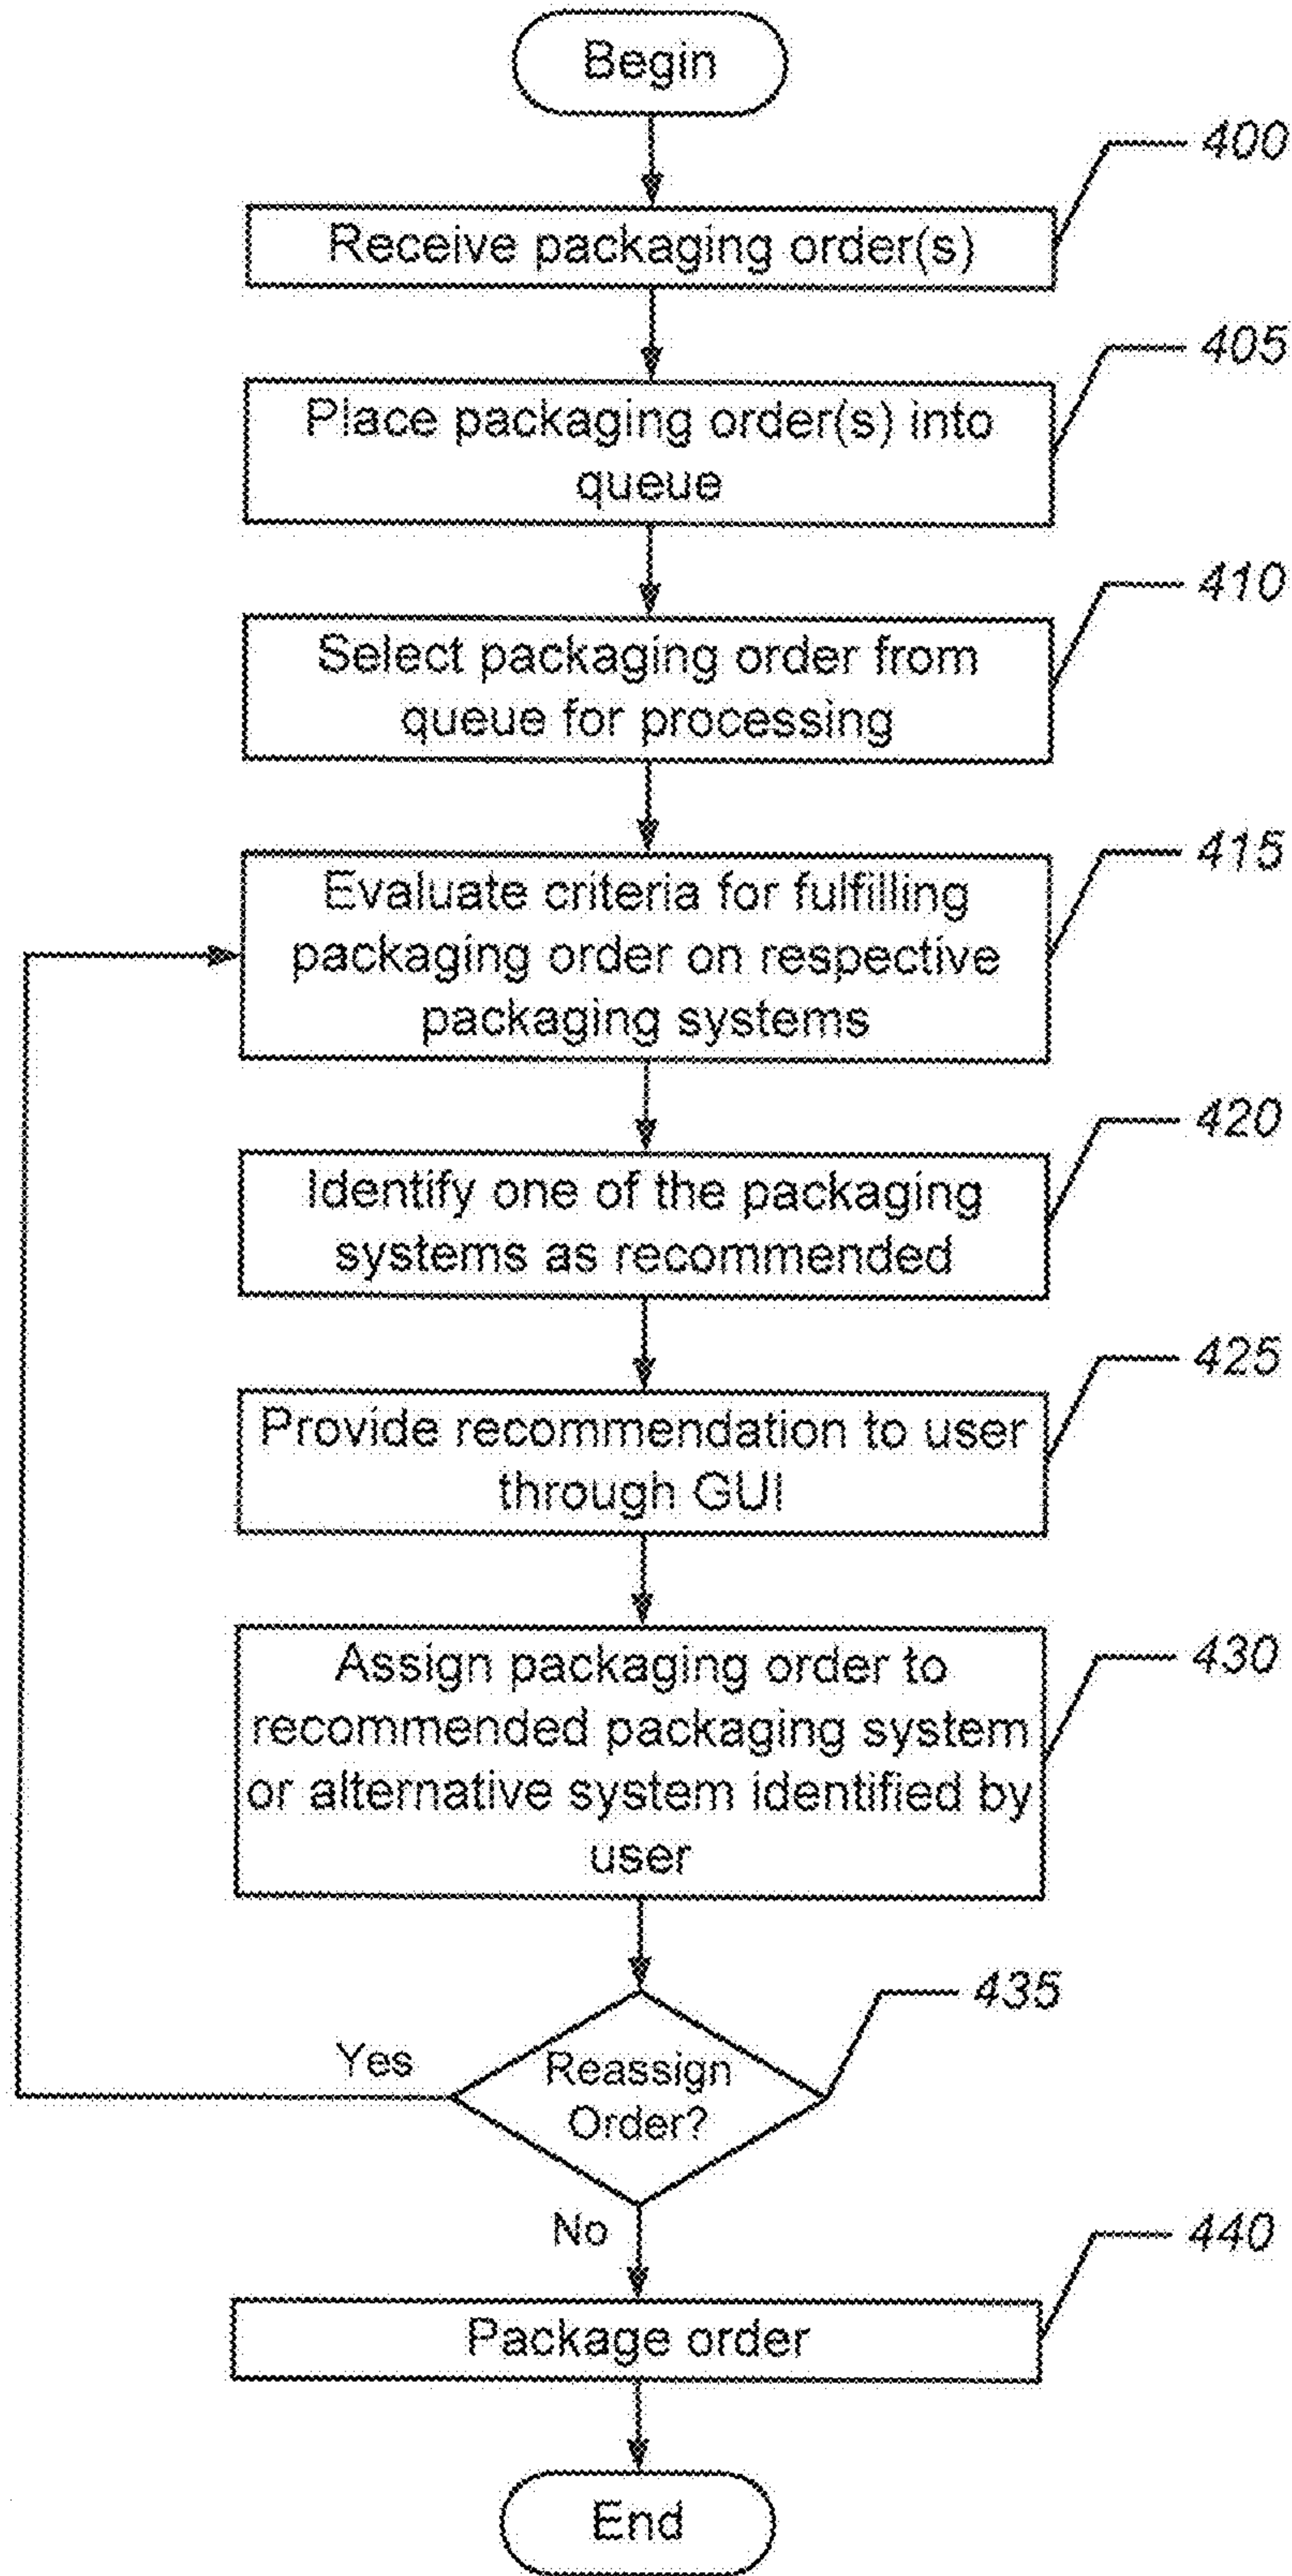 Begin
400
Receive packaging order(s)
405
Place packaging order(s) into
queue
410
Select packaging order from
queue for processing
415
Evaluate criteria for fulfilling
packaging order on respective
packaging systems
420
Identify one of the packaging
systems as recommended
425
Provide recommendation to user
through GUI
430
Assign packaging order to
recommended packaging system
or alternative system identified by
user
435
Yes
Reassign
Order?
No
440
Package order
End